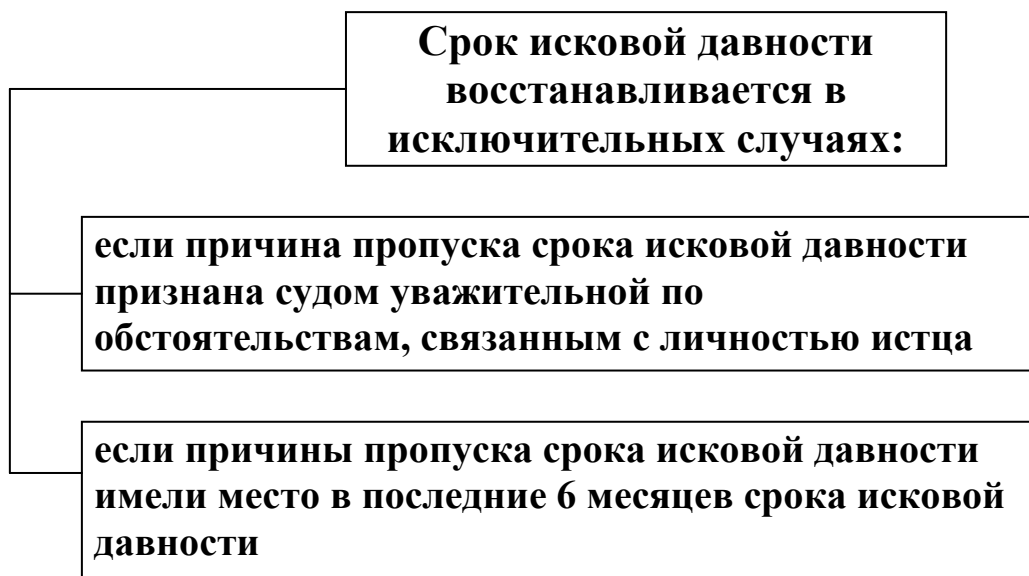 Срок исковой давности
восстанавливается в
исключительных случаях:
если причина пропуска срока исковой давности
признана судом уважительной по
обстоятельствам, связанным с личностью истца
если причины пропуска срока исковой давности
имели место в последние 6 месяцев срока исковой
давности